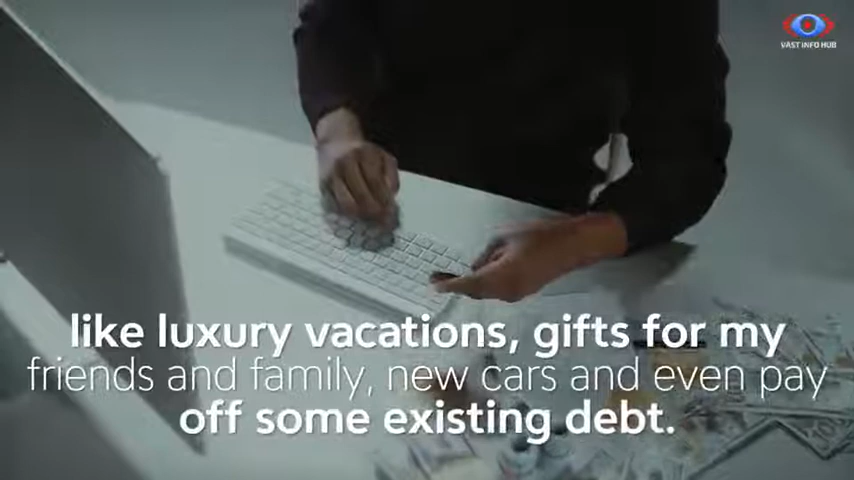 VAST INFO HUB
like luxury vacations, gifts for my
friends and family, new cars and even pay
off some existing debt.